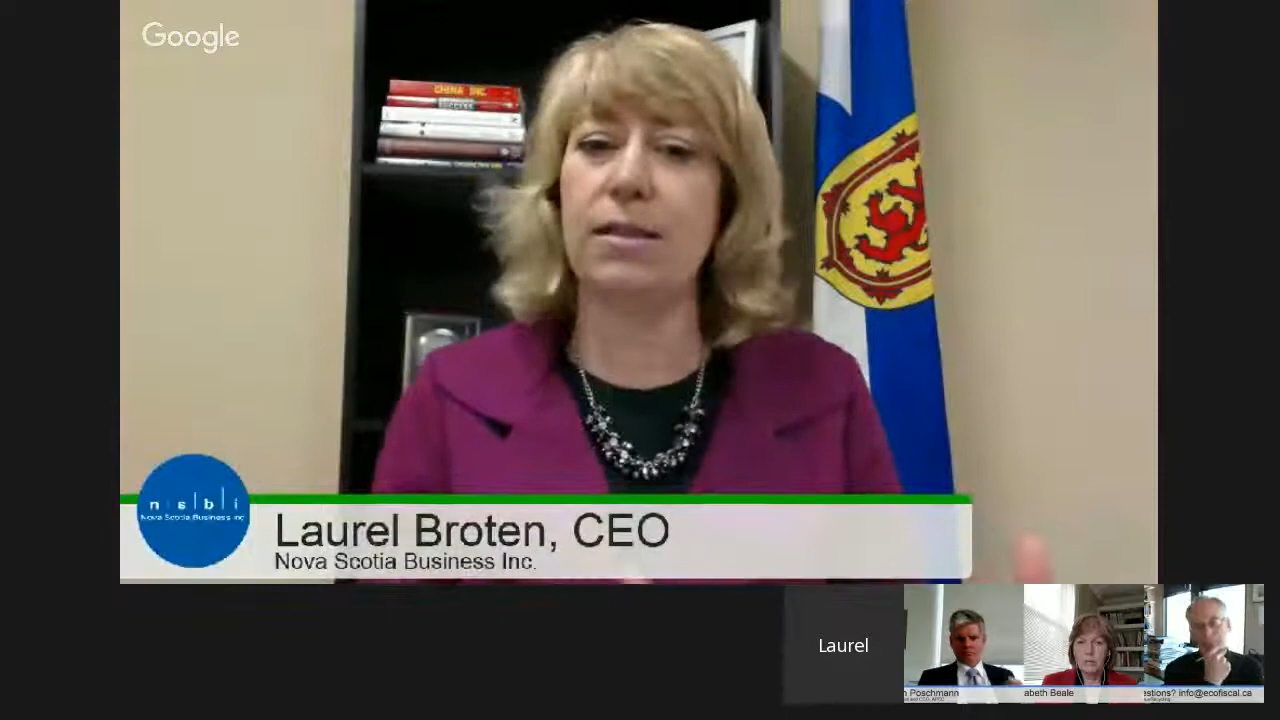 Google
CHINA INC.
n s b i
Nova Scotia Business Inc
Laurel Broten, CEO
Nova Scotia Business Inc.
Laurel
n Poschmann
abeth Beale
estions? info@ecofiscal.ca